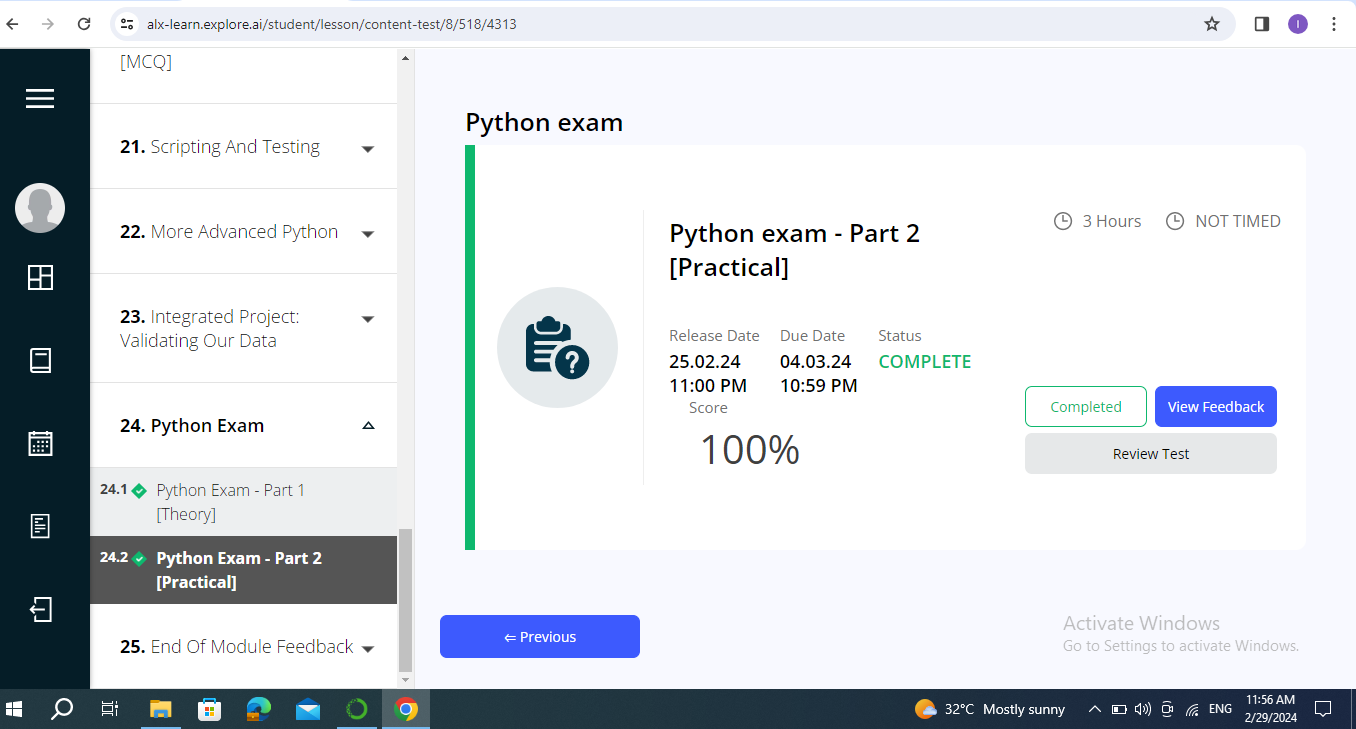 alx-learn.explore.ai/student/lesson/content-test/8/518/4313
I
[MCQ]
21. Scripting And Testing
22. More Advanced Python
23. Integrated Project:
Validating Our Data
24. Python Exam
24.1 Python Exam - Part 1
[Theory]
24.2 Python Exam - Part 2
[Practical]
25. End Of Module Feedback
Python exam
Python exam - Part 2
[Practical]
3 Hours
NOT TIMED
Release Date
25.02.24
11:00 PM
Due Date
04.03.24
10:59 PM
Status
COMPLETE
Score
100%
Completed
View Feedback
Review Test
⇐ Previous
Activate Windows
Go to Settings to activate Windows.
32°C Mostly sunny
ENG
11:56 AM
2/29/2024